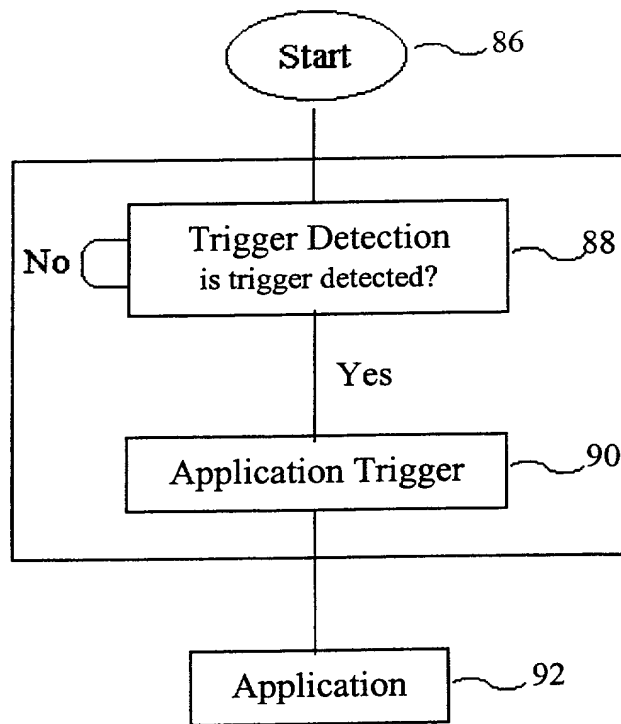 Start
86
Trigger Detection
is trigger detected?
88
No
Yes
Application Trigger
90
Application
92